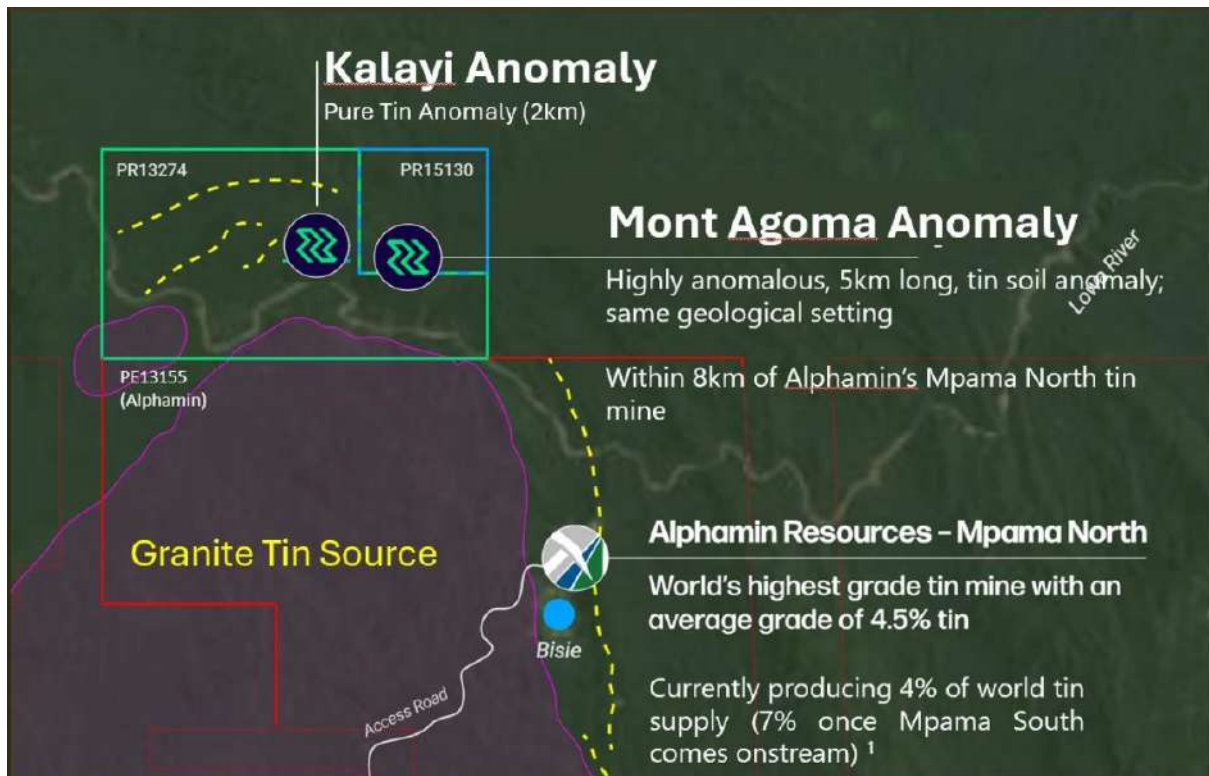 Kalayi Anomaly
Pure Tin Anomaly (2km)
PR13274
PR15130
Mont Agoma Anomaly
Highly anomalous, 5km long, tin soil anomaly;
same geological setting
Lowa River
Within 8km of Alphamin's Mpama North tin
mine
PE13155
(Alphamin)
Granite Tin Source
Alphamin Resources – Mpama North
World's highest grade tin mine with an
average grade of 4.5% tin
Bisie
Access Road
Currently producing 4% of world tin
supply (7% once Mpama South
comes onstream) ¹